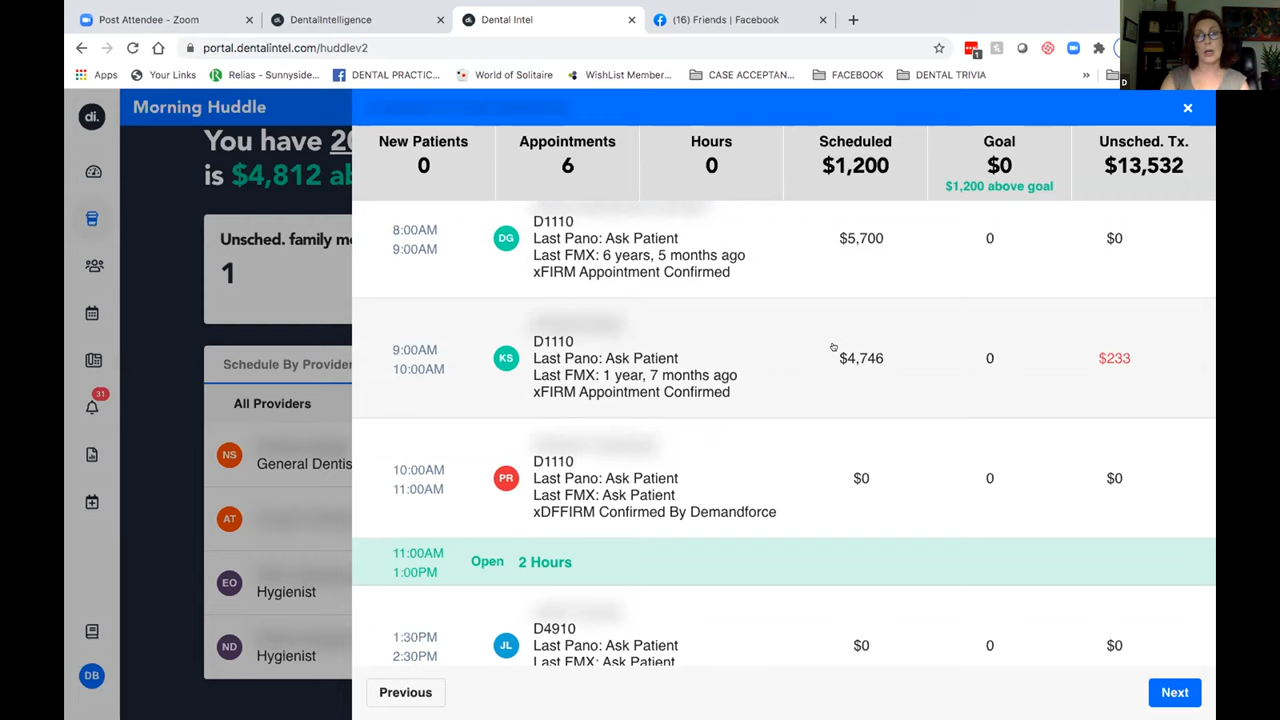 Post Attendee - Zoom
DentalIntelligence
Dental Intel
(16) Friends | Facebook
portal.dentalintel.com/huddlev2
1
Apps
Your Links
Relias - Sunnyside...
DENTAL PRACTIC...
World of Solitaire
WishList Member...
CASE ACCEPTAN...
FACEBOOK
DENTAL TRIVIA
»
D
di.
Morning Huddle
You have 20
is $4,812 ab
Unsched. family me
1
Schedule By Provider
All Providers
NS
General Dentis
AT
EO
Hygienist
ND
Hygienist
31
DB
New Patients
0
Appointments
6
Hours
0
Scheduled
$1,200
Goal
$0
$1,200 above goal
Unsched. Tx.
$13,532
8:00AM
9:00AM
DG
D1110
Last Pano: Ask Patient
Last FMX: 6 years, 5 months ago
xFIRM Appointment Confirmed
$5,700
0
$0
9:00AM
10:00AM
KS
D1110
Last Pano: Ask Patient
Last FMX: 1 year, 7 months ago
xFIRM Appointment Confirmed
$4,746
0
$233
10:00AM
11:00AM
PR
D1110
Last Pano: Ask Patient
Last FMX: Ask Patient
xDFFIRM Confirmed By Demandforce
$0
0
$0
11:00AM
1:00PM
Open 2 Hours
1:30PM
2:30PM
JL
D4910
Last Pano: Ask Patient
Last FMX: Ask Patient
$0
0
$0
Previous
Next